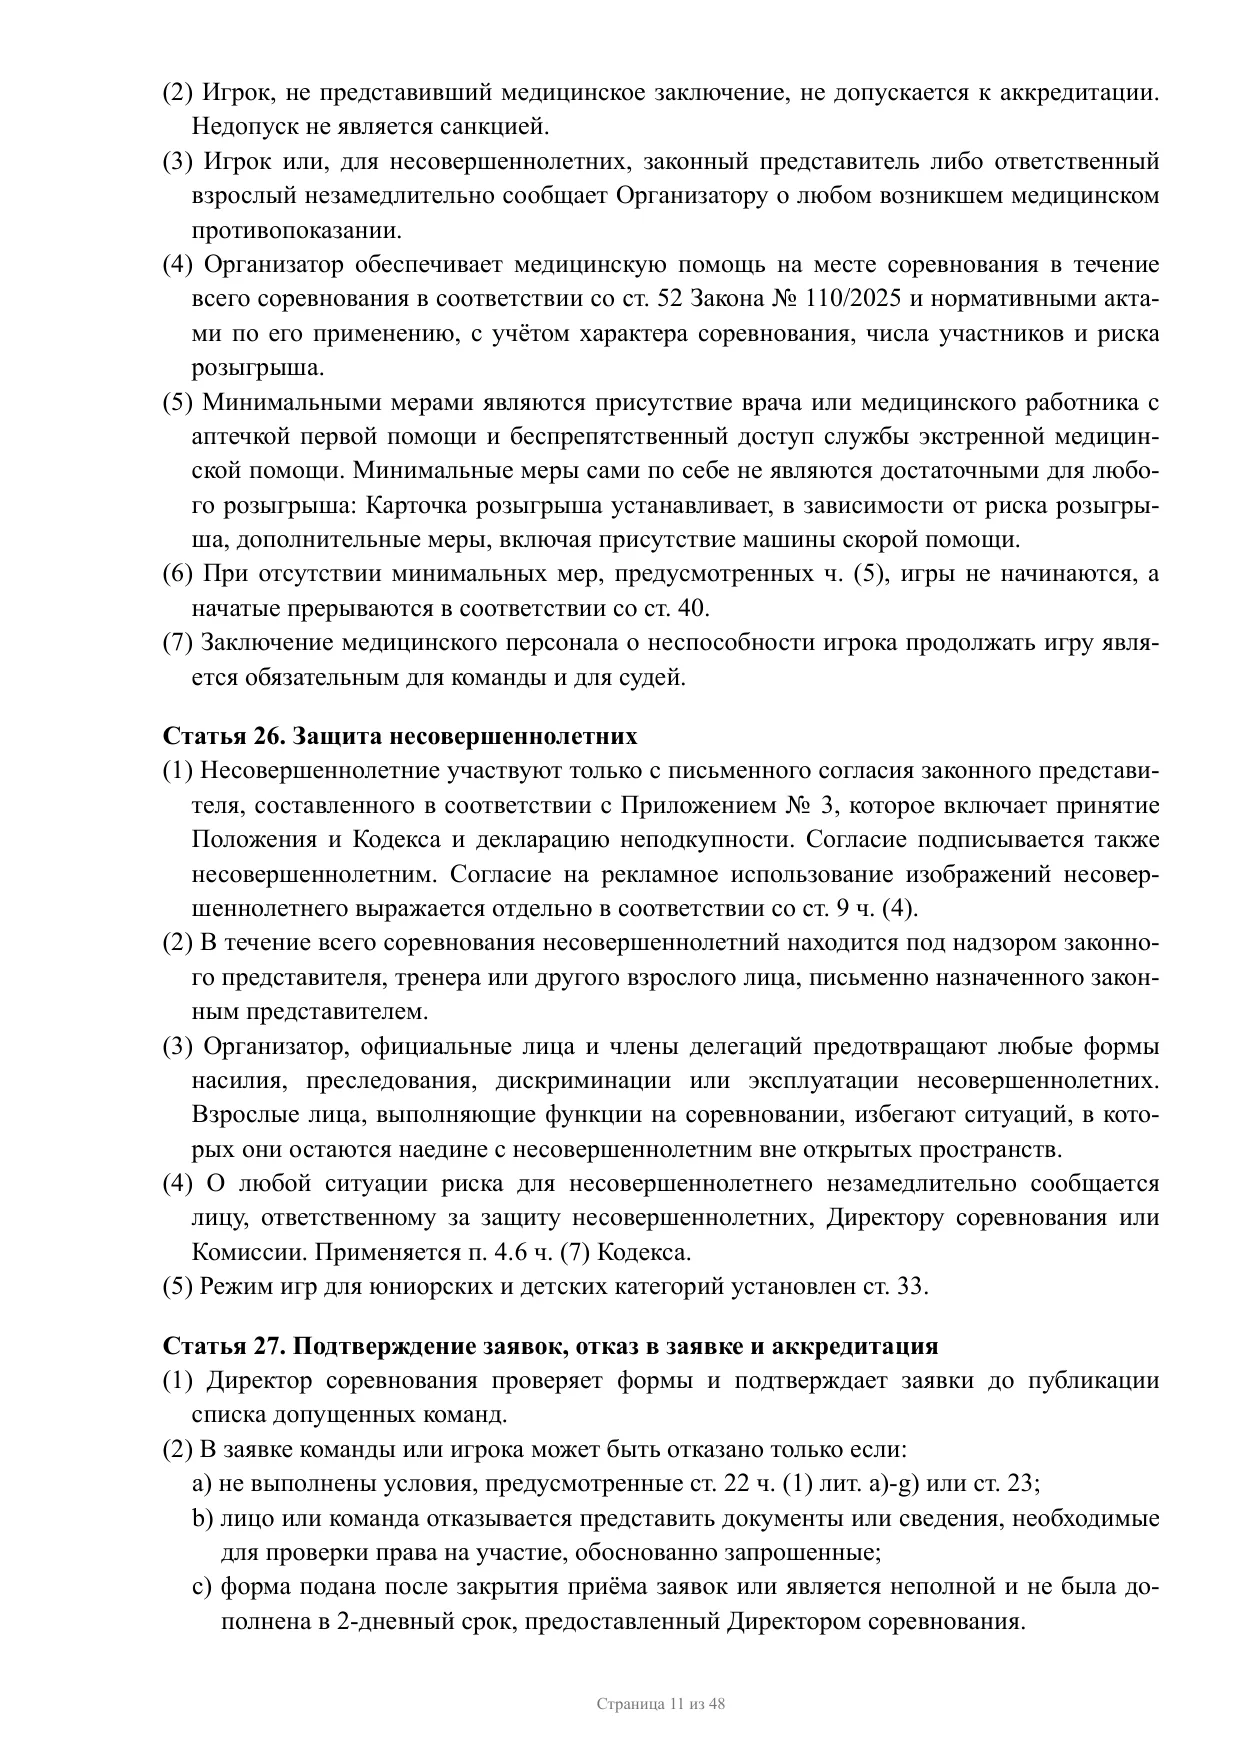 (2) Игрок, не представивший медицинское заключение, не допускается к аккредитации.
Недопуск не является санкцией.
(3) Игрок или, для несовершеннолетних, законный представитель либо ответственный
взрослый незамедлительно сообщает Организатору о любом возникшем медицинском
противопоказании.
(4) Организатор обеспечивает медицинскую помощь на месте соревнования в течение
всего соревнования в соответствии со ст. 52 Закона № 110/2025 и нормативными акта-
ми по его применению, с учётом характера соревнования, числа участников и риска
розыгрыша.
(5) Минимальными мерами являются присутствие врача или медицинского работника с
аптечкой первой помощи и беспрепятственный доступ службы экстренной медицин-
ской помощи. Минимальные меры сами по себе не являются достаточными для любо-
го розыгрыша: Карточка розыгрыша устанавливает, в зависимости от риска розыгры-
ша, дополнительные меры, включая присутствие машины скорой помощи.
(6) При отсутствии минимальных мер, предусмотренных ч. (5), игры не начинаются, а
начатые прерываются в соответствии со ст. 40.
(7) Заключение медицинского персонала о неспособности игрока продолжать игру явля-
ется обязательным для команды и для судей.
Статья 26. Защита несовершеннолетних
(1) Несовершеннолетние участвуют только с письменного согласия законного представи-
теля, составленного в соответствии с Приложением № 3, которое включает принятие
Положения и Кодекса и декларацию неподкупности. Согласие подписывается также
несовершеннолетним. Согласие на рекламное использование изображений несовер-
шеннолетнего выражается отдельно в соответствии со ст. 9 ч. (4).
(2) В течение всего соревнования несовершеннолетний находится под надзором законно-
го представителя, тренера или другого взрослого лица, письменно назначенного закон-
ным представителем.
(3) Организатор, официальные лица и члены делегаций предотвращают любые формы
насилия, преследования, дискриминации или эксплуатации несовершеннолетних.
Взрослые лица, выполняющие функции на соревновании, избегают ситуаций, в кото-
рых они остаются наедине с несовершеннолетним вне открытых пространств.
(4) О любой ситуации риска для несовершеннолетнего незамедлительно сообщается
лицу, ответственному за защиту несовершеннолетних, Директору соревнования или
Комиссии. Применяется п. 4.6 ч. (7) Кодекса.
(5) Режим игр для юниорских и детских категорий установлен ст. 33.
Статья 27. Подтверждение заявок, отказ в заявке и аккредитация
(1) Директор соревнования проверяет формы и подтверждает заявки до публикации
списка допущенных команд.
(2) В заявке команды или игрока может быть отказано только если:
a) не выполнены условия, предусмотренные ст. 22 ч. (1) лит. a)-g) или ст. 23;
b) лицо или команда отказывается представить документы или сведения, необходимые
для проверки права на участие, обоснованно запрошенные;
c) форма подана после закрытия приёма заявок или является неполной и не была до-
полнена в 2-дневный срок, предоставленный Директором соревнования.
Страница 11 из 48